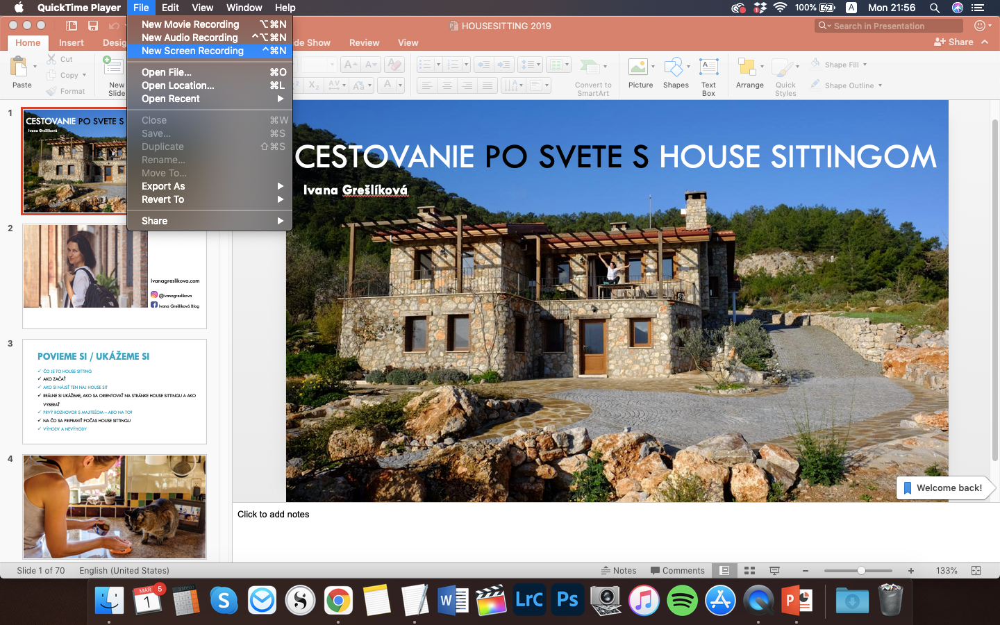 QuickTime Player File Edit View Window Help 100% A Mon 21:56
HOUSESITTING 2019 Search in Presentation
Home Insert Desig de Show Review View Share
New Movie Recording ⌥⌘N
New Audio Recording ⌃⌥⌘N
New Screen Recording ⌃⌘N
Open File... ⌘O
Open Location... ⌘L
Open Recent
Close ⌘W
Save... ⌘S
Duplicate ⇧⌘S
Rename...
Move To...
Export As
Revert To
Share
Paste
Cut
Copy
Format
New
Slide
Convert to
SmartArt
Picture
Shapes
Text
Box
Arrange
Quick
Styles
Shape Fill
Shape Outline
1
CESTOVANIE PO SVETE S
Ivana Grešlíková
2
ivanagreslikova.com
@ivanagreslikova
Ivana Grešlíková Blog
3
POVIEME SI / UKÁŽEME SI
✓ ČO JE TO HOUSE SITTING
✓ AKO ZAČAŤ
✓ AKO SI NÁJSŤ TEN NAJ HOUSE SIT
✓ REÁLNE SI UKÁŽEME, AKO SA ORIENTOVAŤ NA STRÁNKE HOUSE SITTINGU A AKO
VYBERAŤ
✓ PRVÝ ROZHOVOR S MAJITEĽOM – AKO NA TO?
✓ NA ČO SA PRIPRAVIŤ POČAS HOUSE SITTINGU
✓ VÝHODY A NEVÝHODY
4
CESTOVANIE PO SVETE S HOUSE SITTINGOM
Ivana Grešlíková
Welcome back!
Click to add notes
Slide 1 of 70 English (United States) Notes Comments 133%
MAR 5
1
LrC
Ps